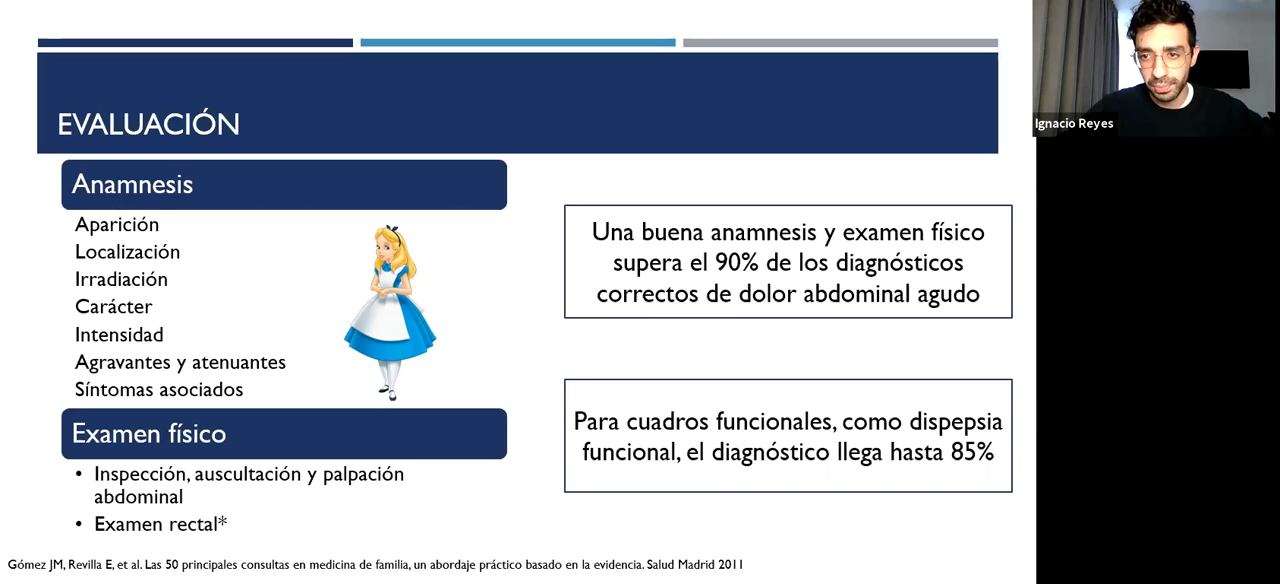 EVALUACIÓN
Anamnesis
Aparición
Localización
Irradiación
Carácter
Intensidad
Agravantes y atenuantes
Síntomas asociados
Examen físico
• Inspección, auscultación y palpación
abdominal
• Examen rectal*
Una buena anamnesis y examen físico
supera el 90% de los diagnósticos
correctos de dolor abdominal agudo
Para cuadros funcionales, como dispepsia
funcional, el diagnóstico llega hasta 85%
Gómez JM, Revilla E, et al. Las 50 principales consultas en medicina de familia, un abordaje práctico basado en la evidencia. Salud Madrid 2011
Ignacio Reyes